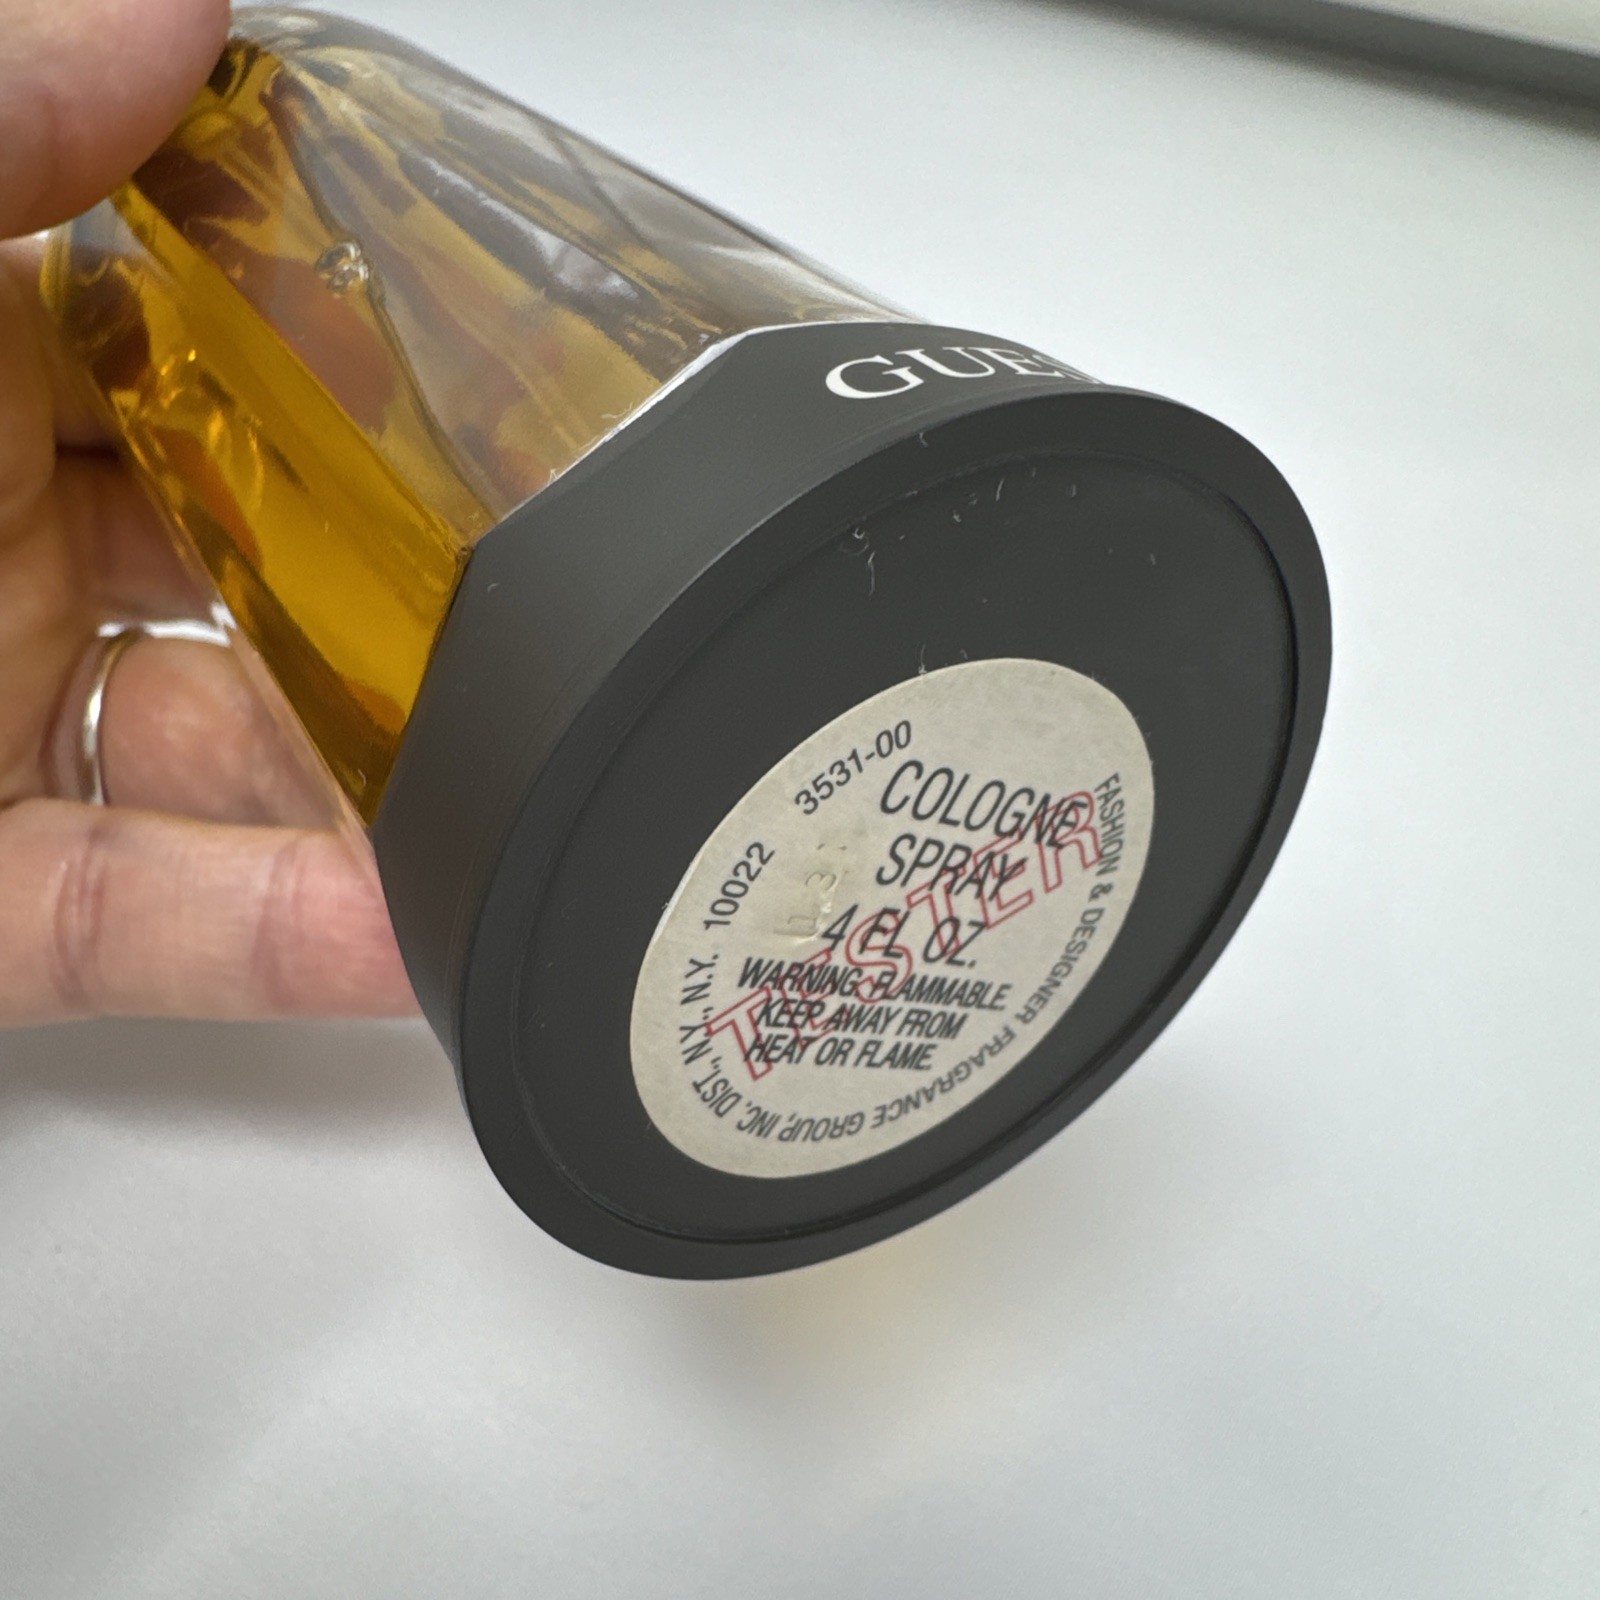 GUES
3531-00
COLOGNE
SPRAY
4 FL OZ.
WARNING: FLAMMABLE.
KEEP AWAY FROM
HEAT OR FLAME.
TESTER
FASHION & DESIGNER FRAGRANCE GROUP, INC. DIST., N.Y., N.Y. 10022